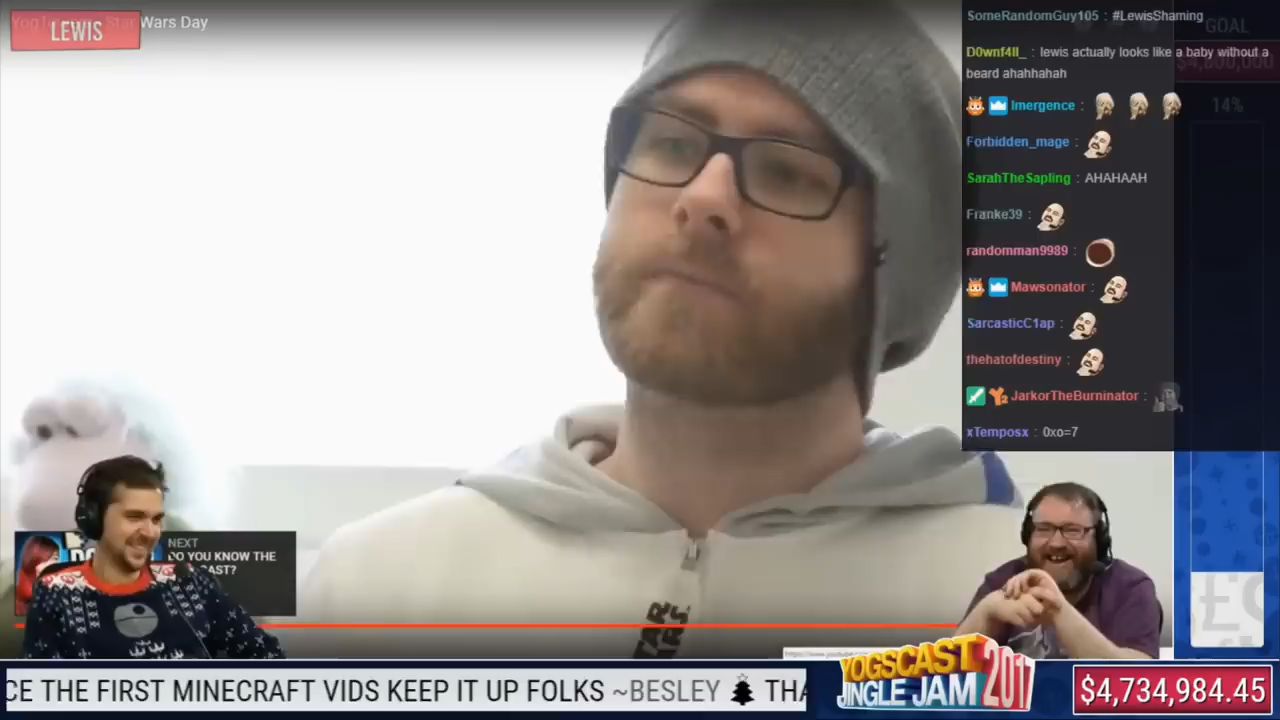 Wars Day
LEWIS
SomeRandomGuy105 : #LewisShaming
D0wnf4ll_ : lewis actually looks like a baby without a
beard ahahhahah
Imergence :
Forbidden_mage :
SarahTheSapling : AHAHAAH
Franke39 :
randomman9989 :
Mawsonator :
SarcasticC1ap :
thehatofdestiny :
JarkorTheBurninator :
xTemposx : 0xo=7
GOAL
14%
NEXT
DO YOU KNOW THE
CAST?
STAR
WARS
CE THE FIRST MINECRAFT VIDS KEEP IT UP FOLKS ~BESLEY THA
YOGSCAST
JINGLE JAM 2017
$4,734,984.45